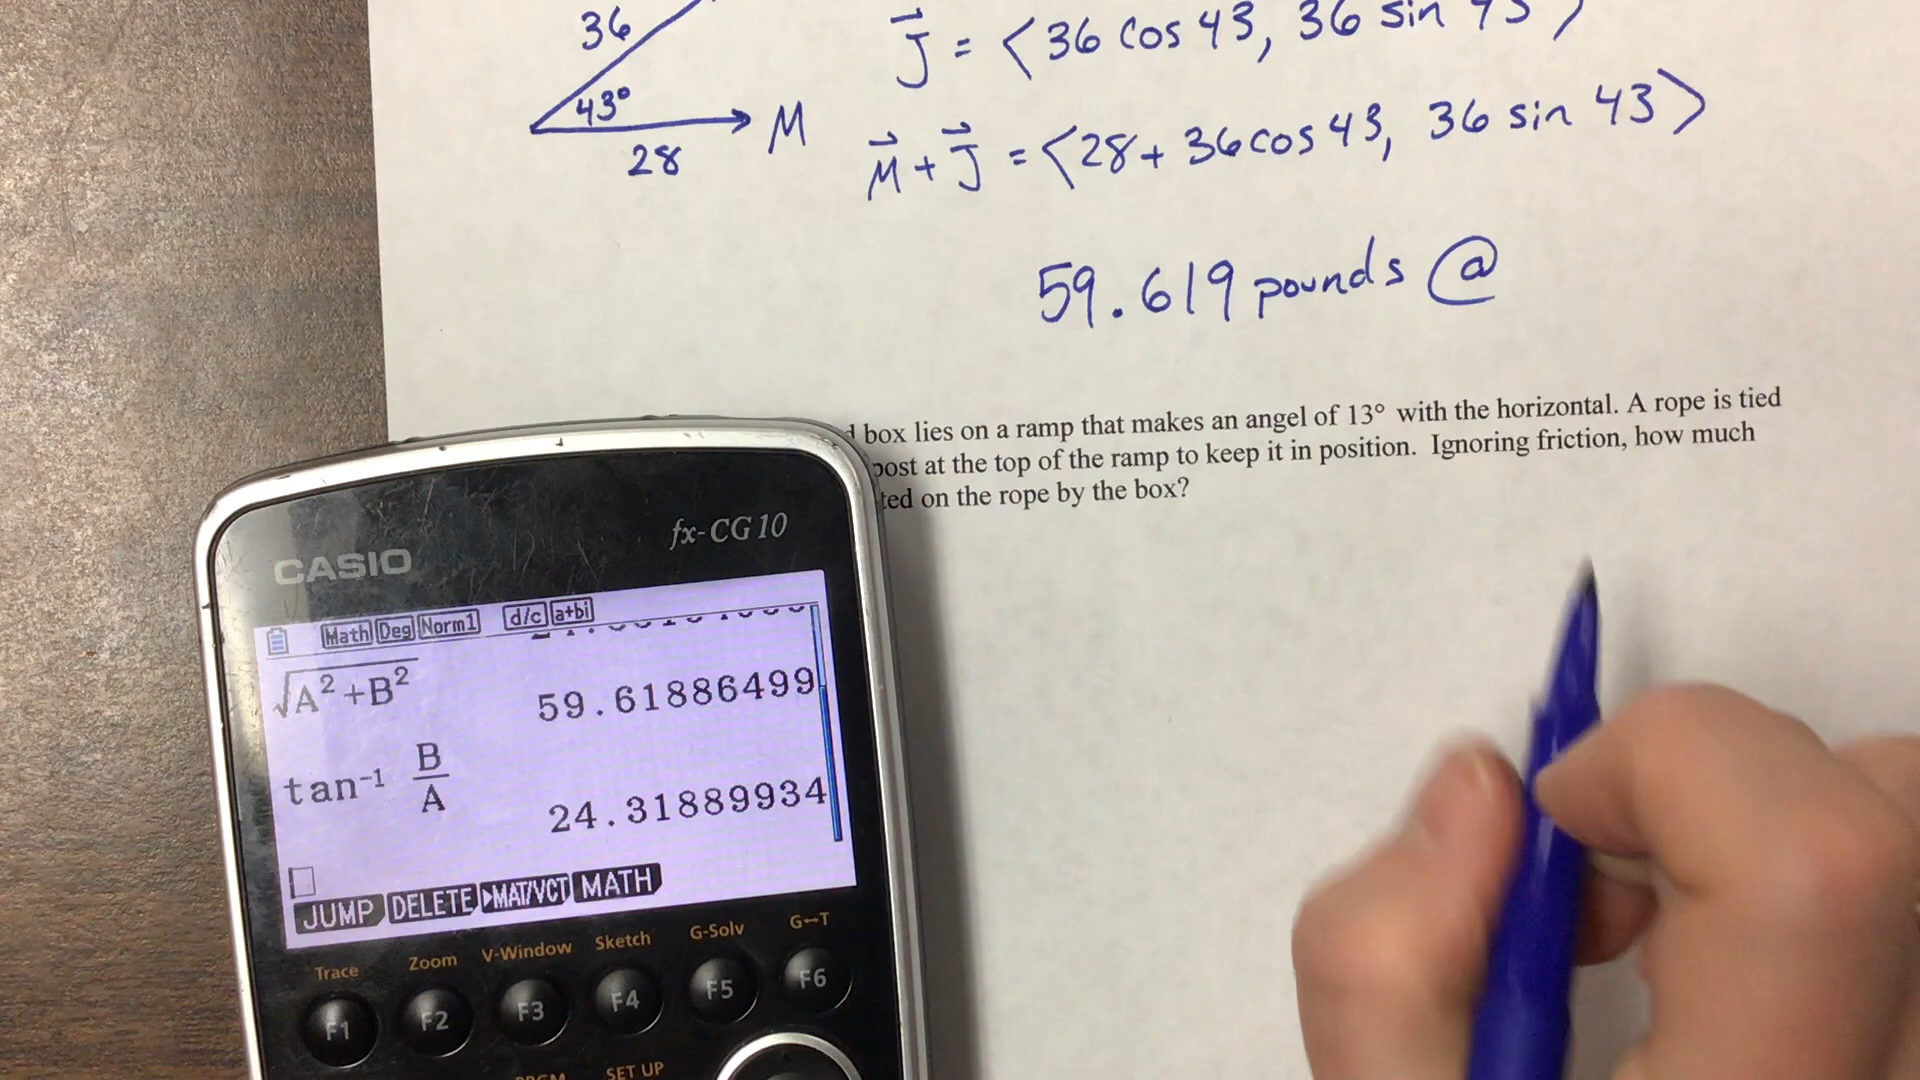 36
43°
28
M
J = ⟨36 cos 43, 36 sin 43⟩
M + J = ⟨28 + 36 cos 43, 36 sin 43⟩
59.619 pounds @
box lies on a ramp that makes an angel of 13° with the horizontal. A rope is tied
post at the top of the ramp to keep it in position. Ignoring friction, how much
on the rope by the box?
CASIO
fx-CG10
Math Deg Norm1 d/c a+bi
√A²+B²
59.61886499
tan⁻¹ B/A
24.31889934
JUMP DELETE ▶MAT/VCT MATH
Trace Zoom V-Window Sketch G-Solv G↔T
F1 F2 F3 F4 F5 F6
SET UP